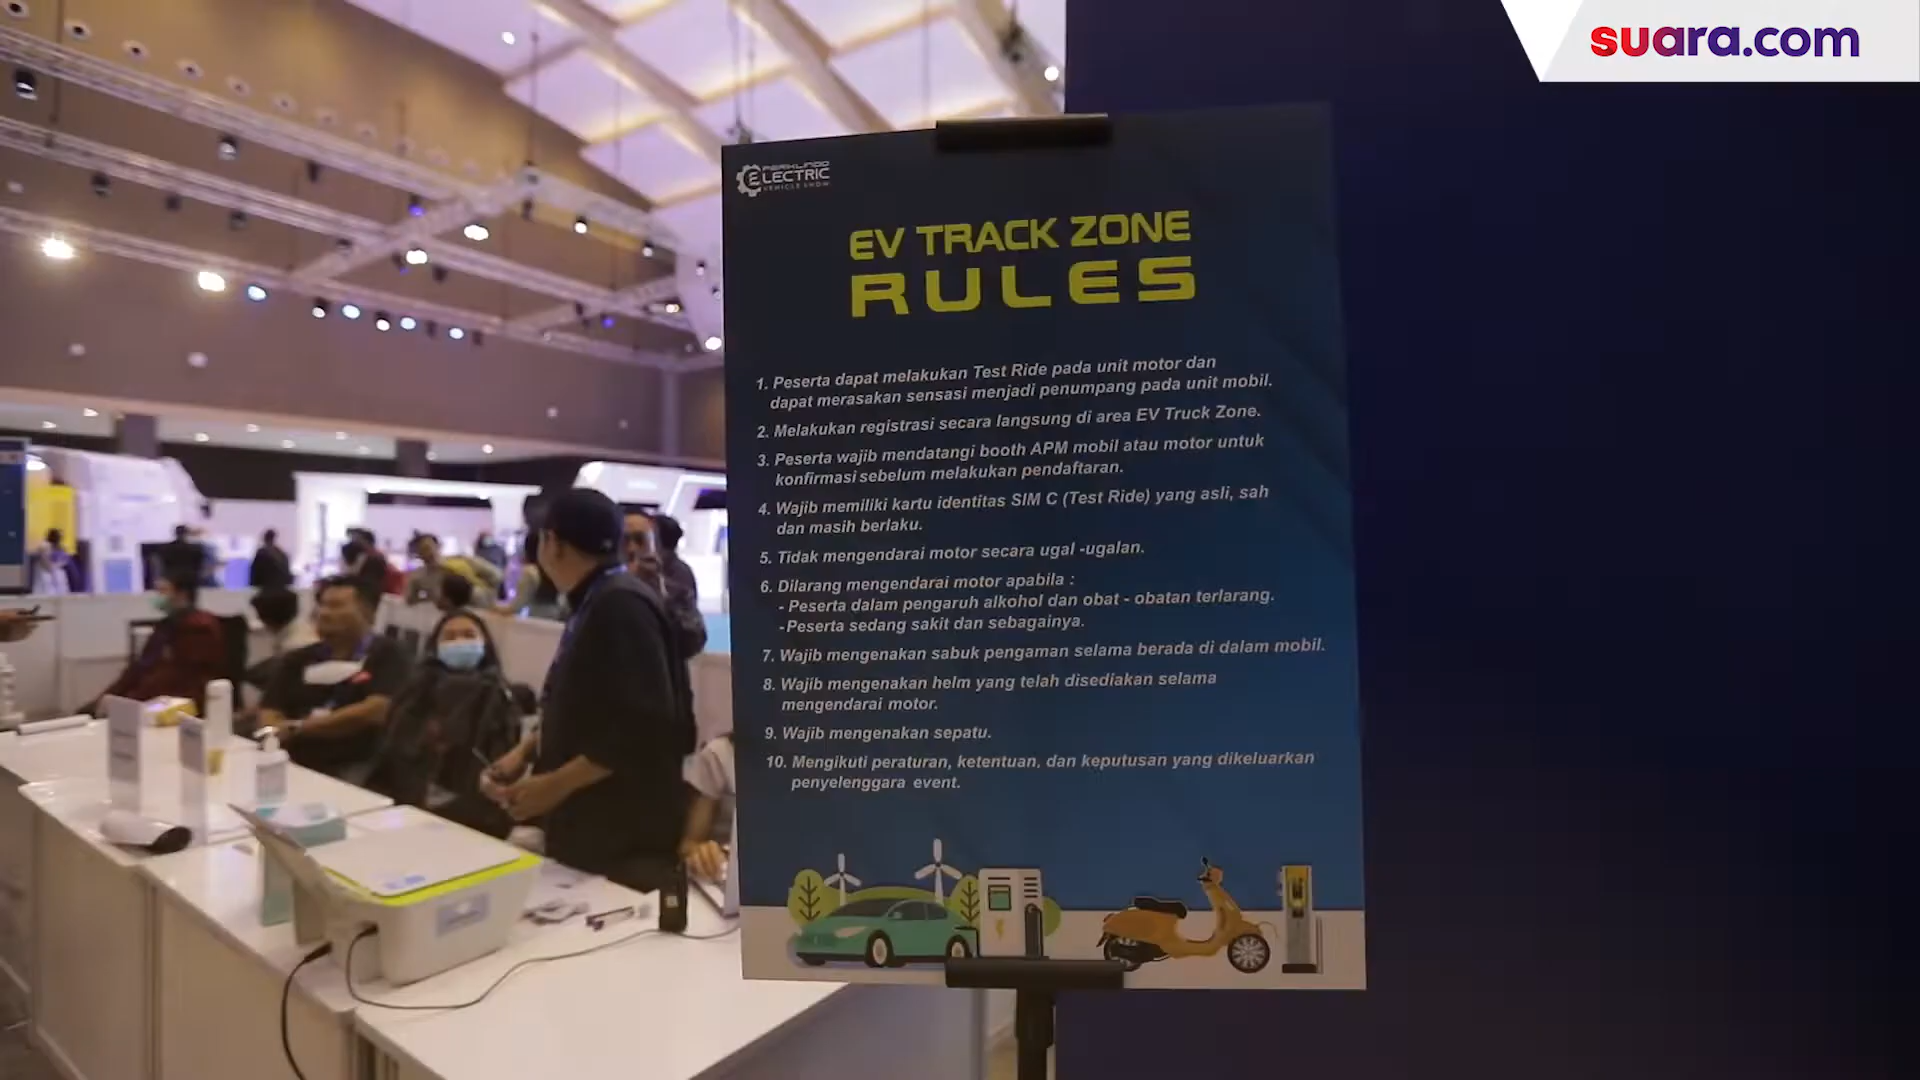 suara.com
PERIKLINDO
ELECTRIC
VEHICLE SHOW
EV TRACK ZONE
RULES
1. Peserta dapat melakukan Test Ride pada unit motor dan
dapat merasakan sensasi menjadi penumpang pada unit mobil.
2. Melakukan registrasi secara langsung di area EV Truck Zone.
3. Peserta wajib mendatangi booth APM mobil atau motor untuk
konfirmasi sebelum melakukan pendaftaran.
4. Wajib memiliki kartu identitas SIM C (Test Ride) yang asli, sah
dan masih berlaku.
5. Tidak mengendarai motor secara ugal -ugalan.
6. Dilarang mengendarai motor apabila :
- Peserta dalam pengaruh alkohol dan obat - obatan terlarang.
-Peserta sedang sakit dan sebagainya.
7. Wajib mengenakan sabuk pengaman selama berada di dalam mobil.
8. Wajib mengenakan helm yang telah disediakan selama
mengendarai motor.
9. Wajib mengenakan sepatu.
10. Mengikuti peraturan, ketentuan, dan keputusan yang dikeluarkan
penyelenggara event.